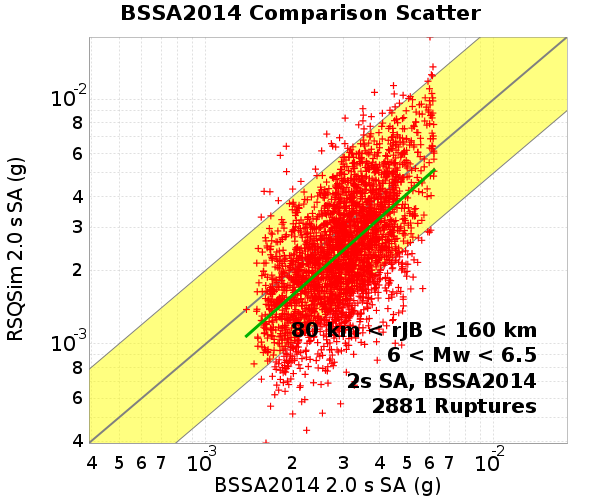 BSSA2014 Comparison Scatter
RSQSim 2.0 s SA (g)
10⁻²
8
6
4
3
2
10⁻³
8
6
4
80 km < rJB < 160 km
6 < Mw < 6.5
2s SA, BSSA2014
2881 Ruptures
4 5 6 7 10⁻³ 2 3 4 5 6 7 10⁻²
BSSA2014 2.0 s SA (g)